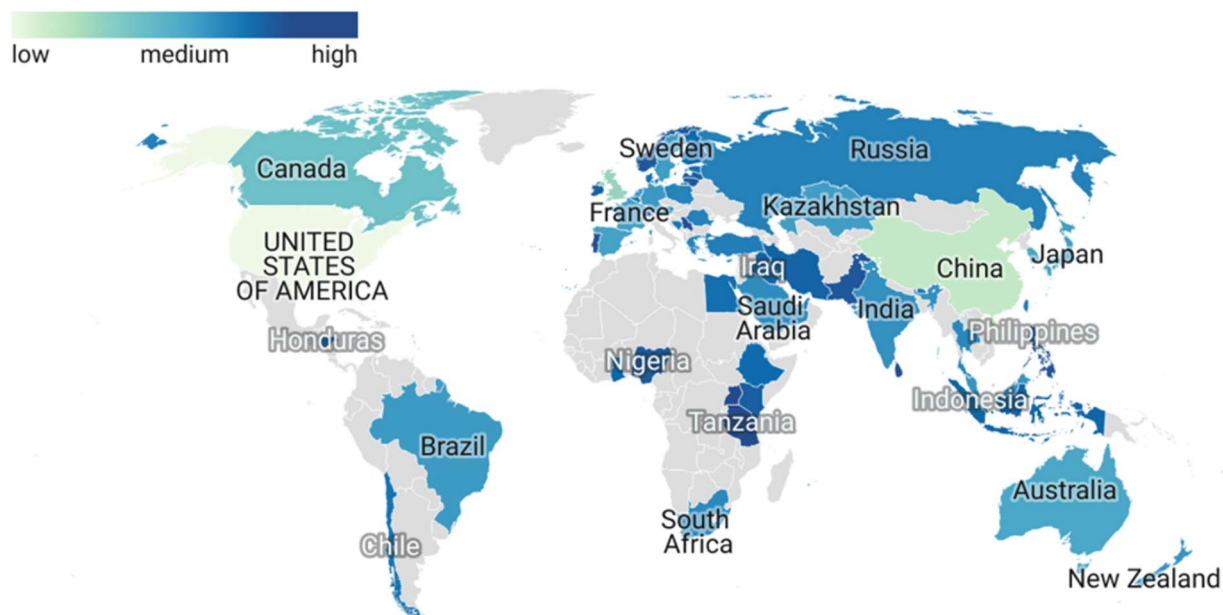 low medium high
Sweden
Canada
Russia
France
Kazakhstan
UNITED
STATES
OF AMERICA
Iraq
China
Japan
Saudi
Arabia
India
Honduras
Philippines
Nigeria
Indonesia
Tanzania
Brazil
Australia
South
Africa
Chile
New Zealand